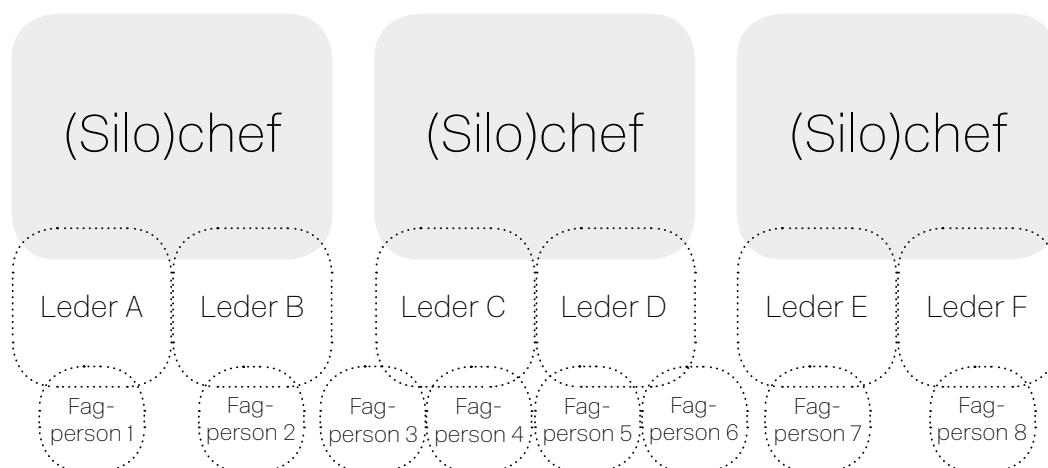 (Silo)chef
(Silo)chef
(Silo)chef
Leder A
Leder B
Leder C
Leder D
Leder E
Leder F
Fag-
person 1
Fag-
person 2
Fag-
person 3
Fag-
person 4
Fag-
person 5
Fag-
person 6
Fag-
person 7
Fag-
person 8